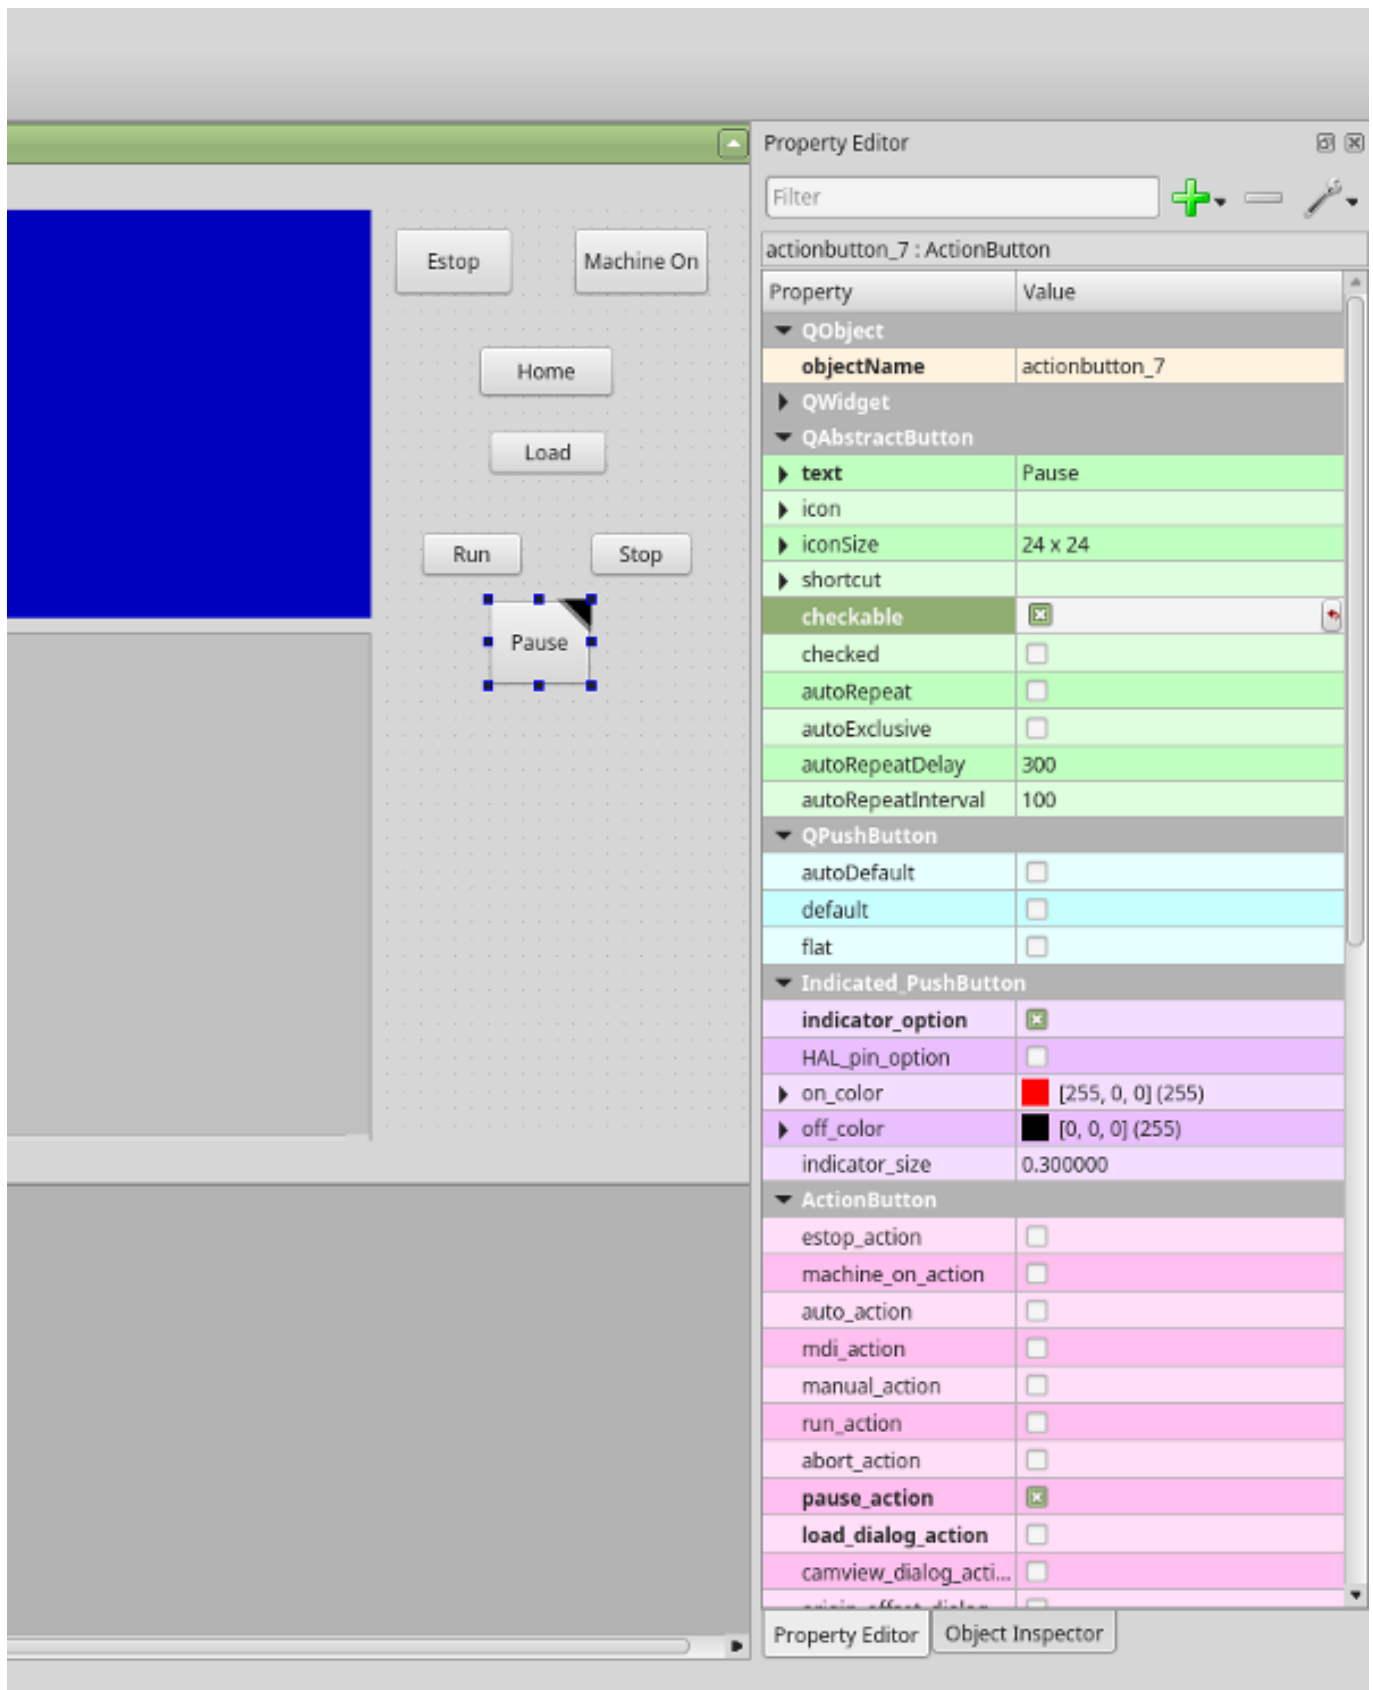 Property Editor
Filter
actionbutton_7 : ActionButton
Property Value
QObject
objectName actionbutton_7
QWidget
QAbstractButton
text Pause
icon
iconSize 24 x 24
shortcut
checkable
checked
autoRepeat
autoExclusive
autoRepeatDelay 300
autoRepeatInterval 100
QPushButton
autoDefault
default
flat
Indicated_PushButton
indicator_option
HAL_pin_option
on_color [255, 0, 0] (255)
off_color [0, 0, 0] (255)
indicator_size 0.300000
ActionButton
estop_action
machine_on_action
auto_action
mdi_action
manual_action
run_action
abort_action
pause_action
load_dialog_action
camview_dialog_acti...
Property Editor Object Inspector
Estop Machine On
Home
Load
Run Stop
Pause